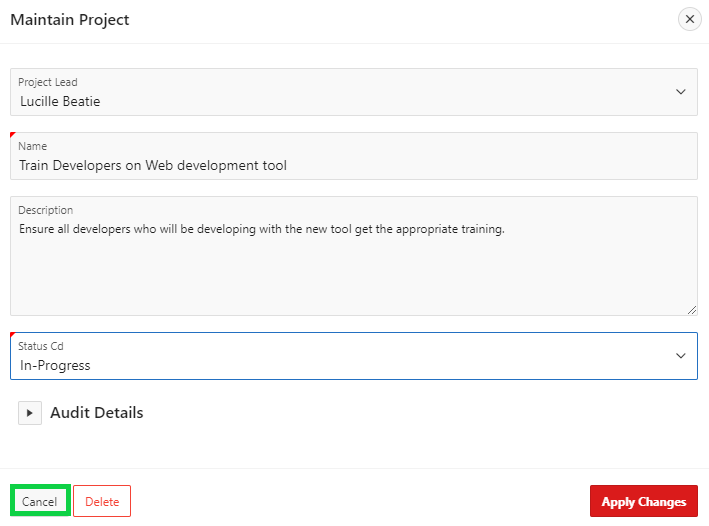 Maintain Project
Project Lead
Lucille Beatie
Name
Train Developers on Web development tool
Description
Ensure all developers who will be developing with the new tool get the appropriate training.
Status Cd
In-Progress
Audit Details
Cancel
Delete
Apply Changes